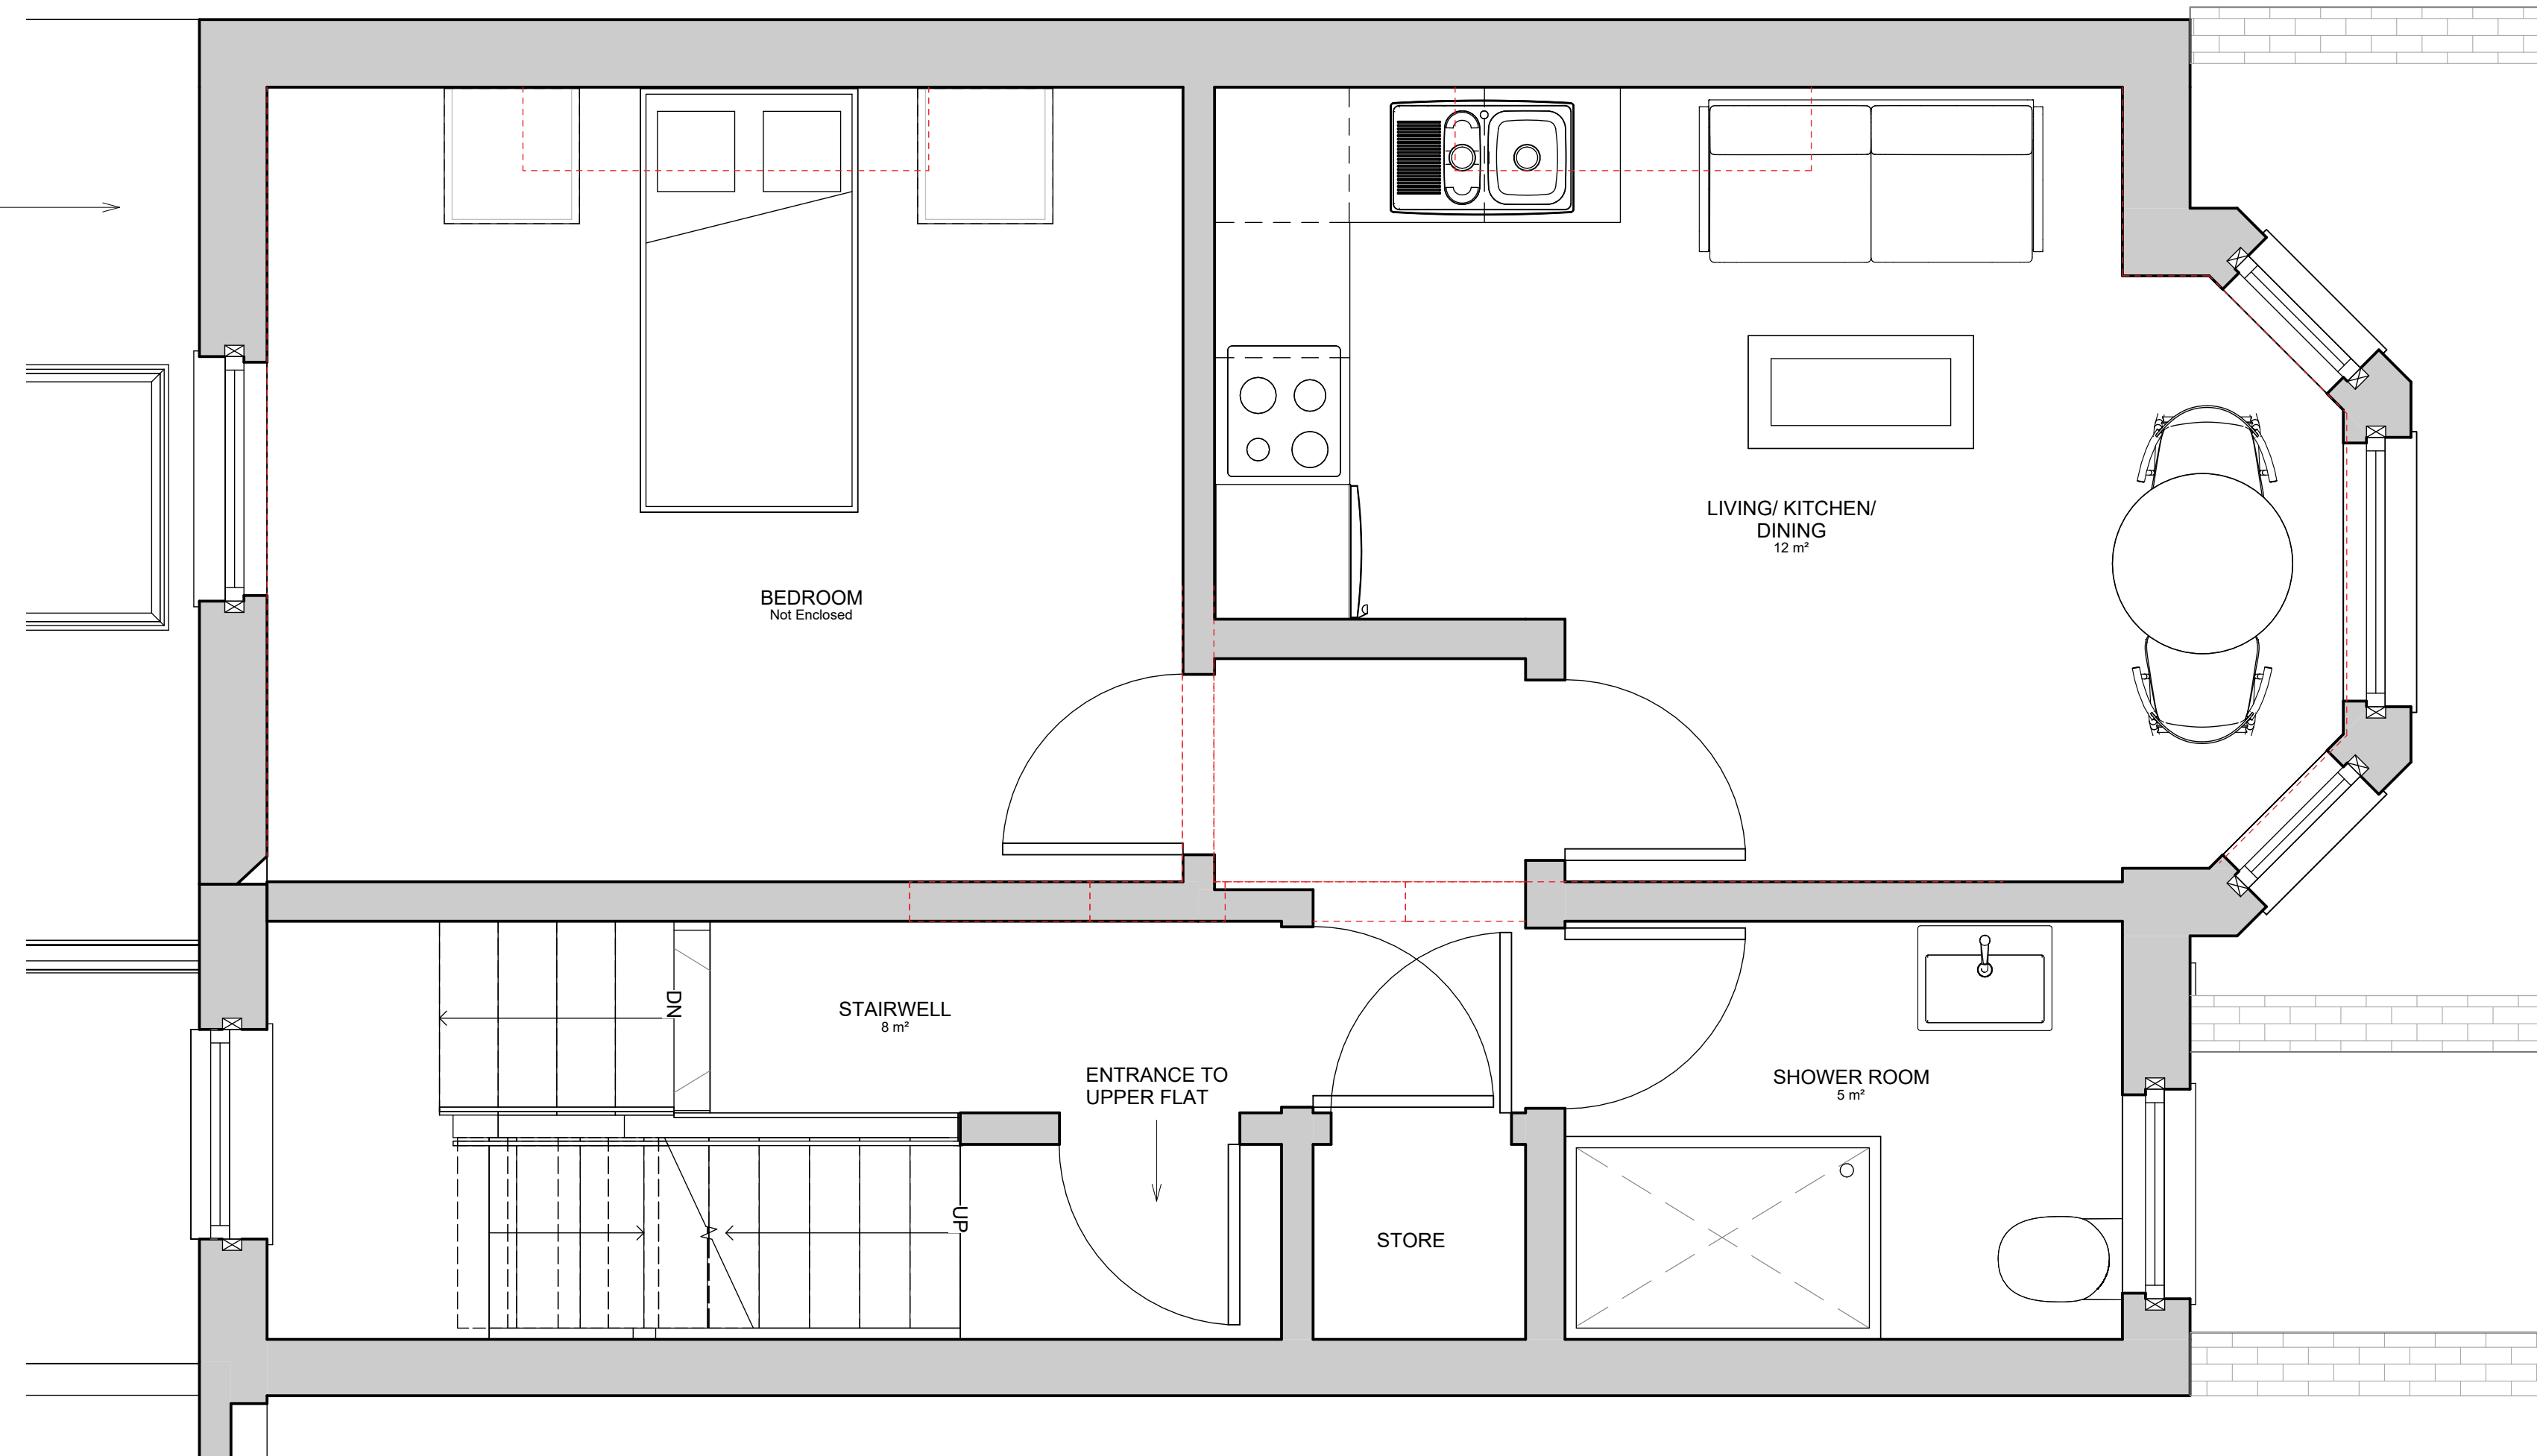 LIVING/ KITCHEN/
DINING
12 m²
BEDROOM
Not Enclosed
DN
STAIRWELL
8 m²
ENTRANCE TO
UPPER FLAT
SHOWER ROOM
5 m²
UP
STORE